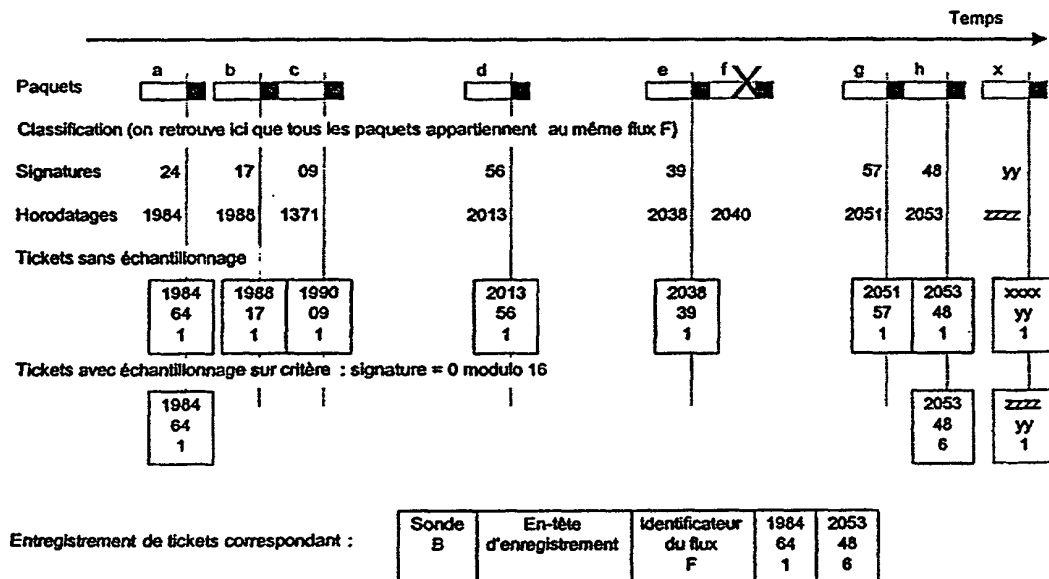 Temps
a b c d e f g h x
Paquets
Classification (on retrouve ici que tous les paquets appartiennent au même flux F)
Signatures 24 17 09 56 39 57 48 yy
Horodatages 1984 1988 1371 2013 2038 2040 2051 2053 zzzz
Tickets sans échantillonnage
1984 1988 1990 2013 2038 2051 2053 xxxx
64 17 09 56 39 57 48 yy
1 1 1 1 1 1 1 1
Tickets avec échantillonnage sur critère : signature = 0 modulo 16
1984 2053 zzzz
64 48 yy
1 6 1
Sonde En-tête Identificateur 1984 2053
Entregistrement de tickets correspondant : B d'enregistrement du flux 64 48
F 1 6